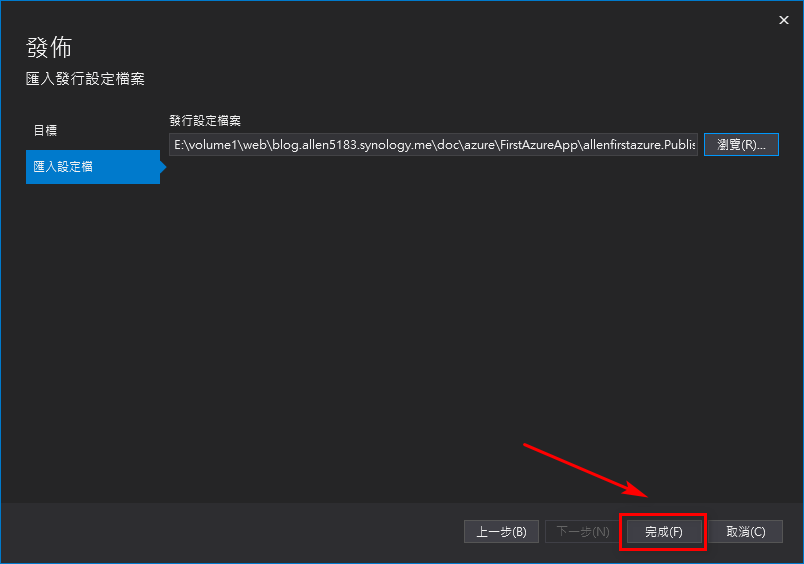 發佈
匯入發行設定檔案
目標
匯入設定檔
發行設定檔案
E:\volume1\web\blog.allen5183.synology.me\doc\azure\FirstAzureApp\allenfirstazure.Publis
瀏覽(R)...
上一步(B)
下一步(N)
完成(F)
取消(C)